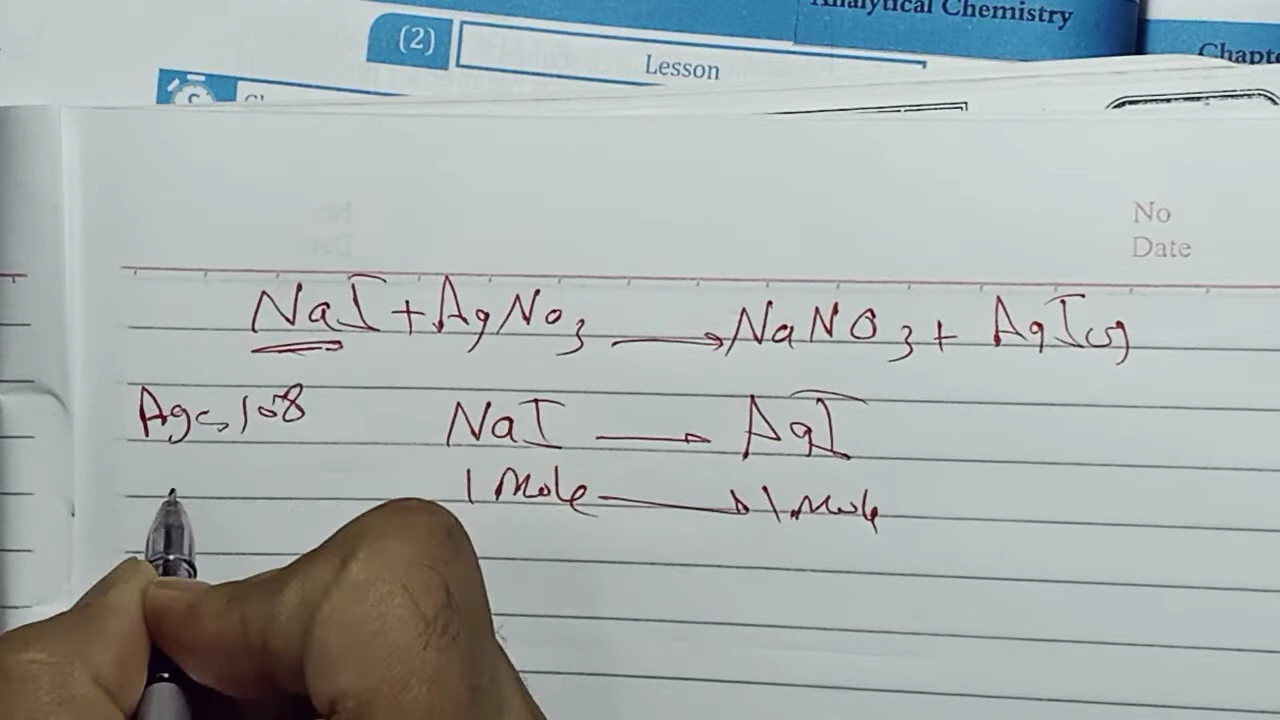 Analytical Chemistry
(2)
Lesson
No
Date
NaI + AgNo3 → NaNO3 + AgI(s)
Ag = 108
NaI → AgI
1 Mole → 1 Mole